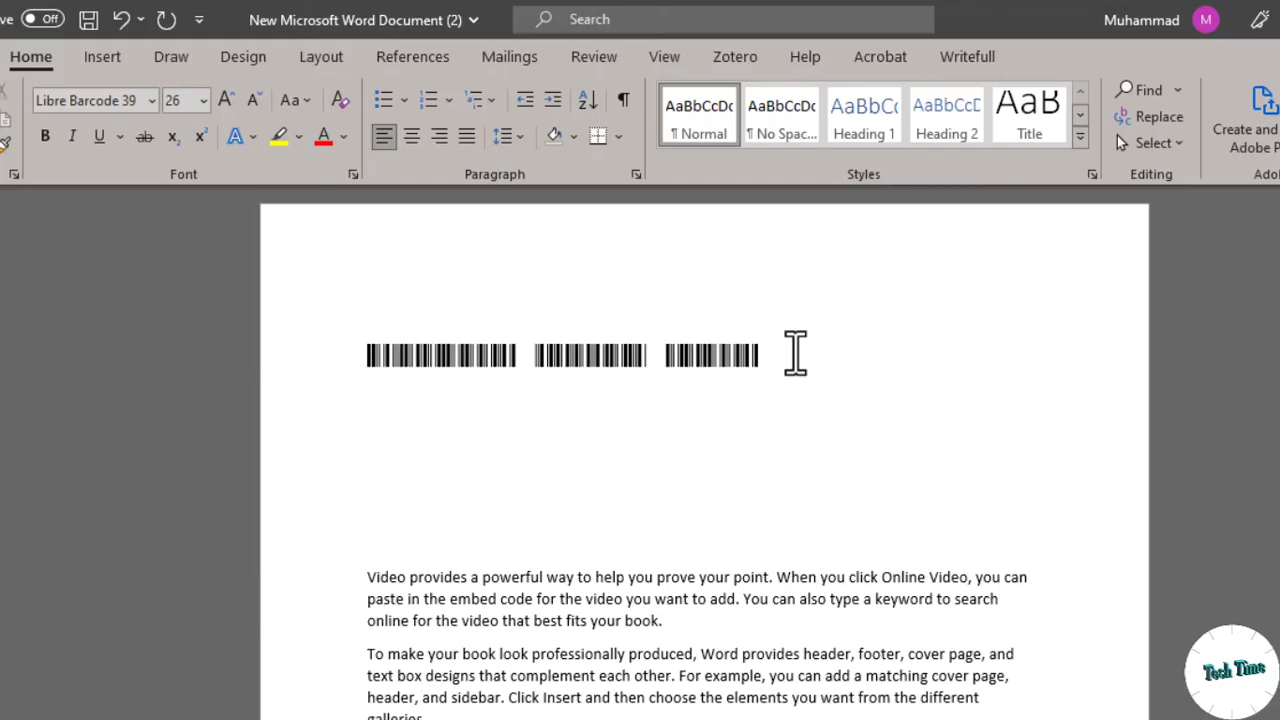 Off New Microsoft Word Document (2) Search Muhammad M
Home Insert Draw Design Layout References Mailings Review View Zotero Help Acrobat Writefull
Libre Barcode 39 26 A A Aa A AaBbCcDc AaBbCcDc AaBbCc AaBbCcD AaB Find
Replace
B I U ab x₂ x² A A ¶ Normal ¶ No Spac... Heading 1 Heading 2 Title Select
Create and
Adobe P
Font Paragraph Styles Editing
Video provides a powerful way to help you prove your point. When you click Online Video, you can
paste in the embed code for the video you want to add. You can also type a keyword to search
online for the video that best fits your book.
To make your book look professionally produced, Word provides header, footer, cover page, and
text box designs that complement each other. For example, you can add a matching cover page,
header, and sidebar. Click Insert and then choose the elements you want from the different
galleries.
Tech Time